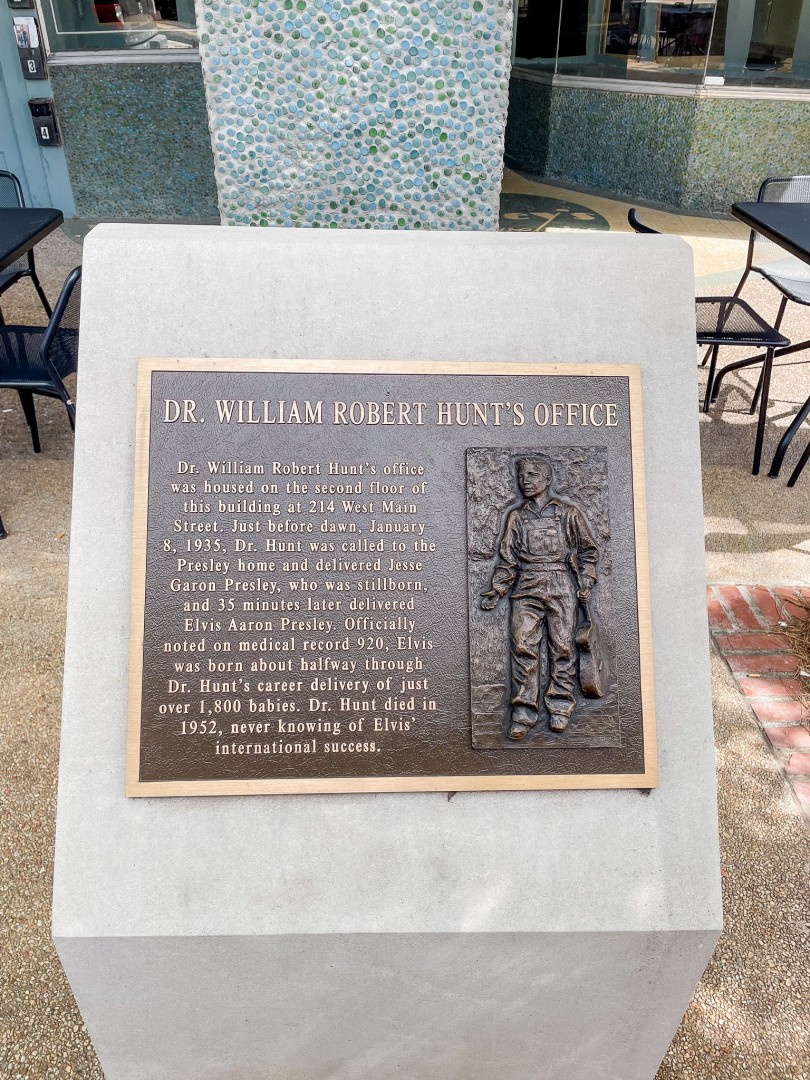 3
4
ey's
DR. WILLIAM ROBERT HUNT'S OFFICE
Dr. William Robert Hunt's office
was housed on the second floor of
this building at 214 West Main
Street. Just before dawn, January
8, 1935, Dr. Hunt was called to the
Presley home and delivered Jesse
Garon Presley, who was stillborn,
and 35 minutes later delivered
Elvis Aaron Presley. Officially
noted on medical record 920, Elvis
was born about halfway through
Dr. Hunt's career delivery of just
over 1,800 babies. Dr. Hunt died in
1952, never knowing of Elvis'
international success.